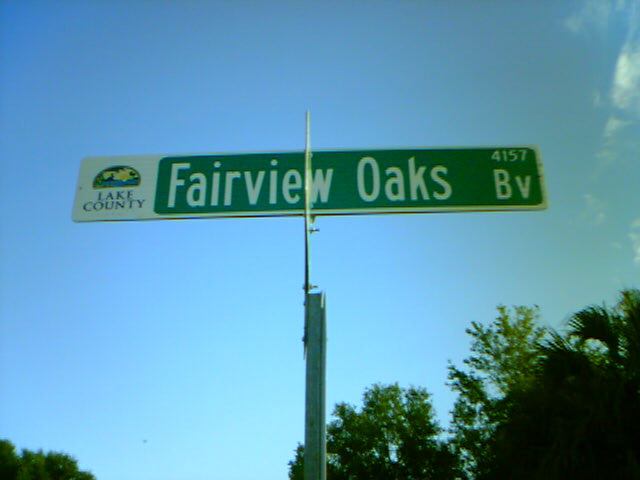 LAKE
COUNTY
Fairview Oaks Bv
4157